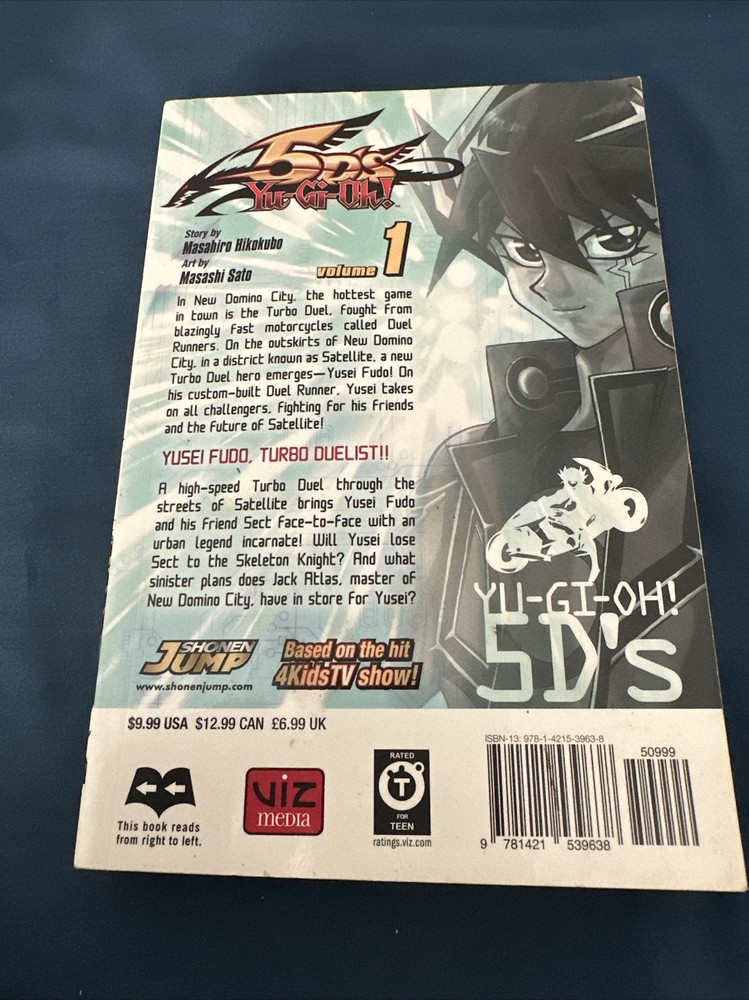 5D's
Yu-Gi-Oh!
Story by
Masahiro Hikokubo
Art by
Masashi Sato
volume 1
In New Domino City, the hottest game
in town is the Turbo Duel, fought from
blazingly fast motorcycles called Duel
Runners. On the outskirts of New Domino
City, in a district known as Satellite, a new
Turbo Duel hero emerges—Yusei Fudo! On
his custom-built Duel Runner, Yusei takes
on all challengers, fighting for his friends
and the future of Satellite!
YUSEI FUDO, TURBO DUELIST!!
A high-speed Turbo Duel through the
streets of Satellite brings Yusei Fudo
and his friend Sect face-to-face with an
urban legend incarnate! Will Yusei lose
Sect to the Skeleton Knight? And what
sinister plans does Jack Atlas, master of
New Domino City, have in store for Yusei?
YU-GI-OH!
5D's
SHONEN
JUMP
www.shonenjump.com
Based on the hit
4KidsTV show!
$9.99 USA $12.99 CAN £6.99 UK
This book reads
from right to left.
VIZ
MEDIA
RATED
T
FOR
TEEN
ratings.viz.com
ISBN-13: 978-1-4215-3963-8
50999
9 781421 539638